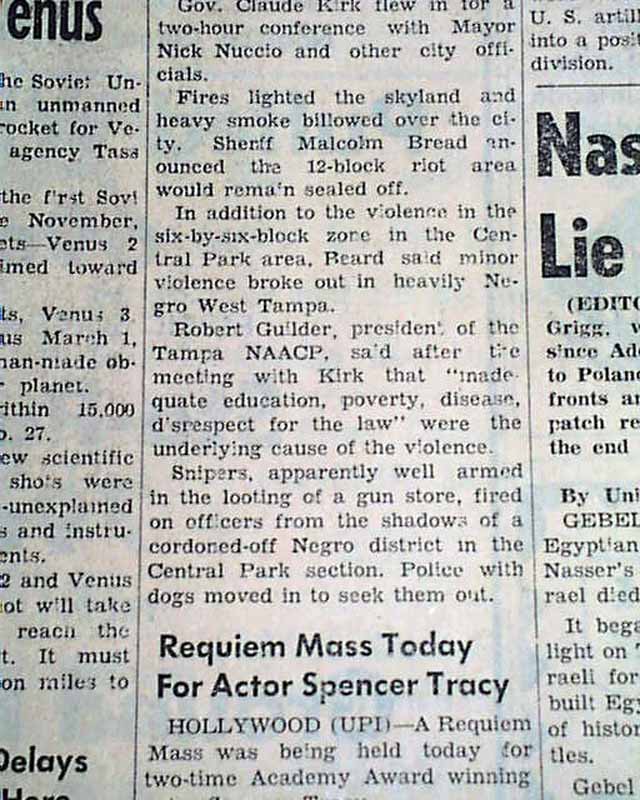 enus
he Soviet Un-
an unmanned
rocket for Ve-
agency Tass
the first Sovi
e November,
ets—Venus 2
imed toward
ts, Venus 3
us March 1,
man-made ob-
r planet.
ithin 15,000
b. 27.
ew scientific
shots were
-unexplained
s and instru-
ents.
2 and Venus
ot will take
reach the
t. It must
on miles to
Delays
Here
Gov. Claude Kirk flew in for a
two-hour conference with Mayor
Nick Nuccio and other city offi-
cials.
Fires lighted the skyland and
heavy smoke billowed over the ci-
ty. Sheriff Malcolm Bread an-
ounced the 12-block riot area
would remain sealed off.
In addition to the violence in the
six-by-six-block zone in the Cen-
tral Park area, Beard said minor
violence broke out in heavily Ne-
gro West Tampa.
Robert Guilder, president of the
Tampa NAACP, said after the
meeting with Kirk that "inade-
quate education, poverty, disease,
d'srespect for the law" were the
underlying cause of the violence.
Snipers, apparently well armed
in the looting of a gun store, fired
on officers from the shadows of a
cordoned-off Negro district in the
Central Park section. Police with
dogs moved in to seek them out.
Requiem Mass Today
For Actor Spencer Tracy
HOLLYWOOD (UPI)—A Requiem
Mass was being held today for
two-time Academy Award winning
U. S. artill
into a posit
division.
Nas
Lie
(EDITO
Grigg, v
since Ade
to Poland
fronts an
patch re
the end
By Uni
GEBEL
Egyptian
Nasser's
rael died
It bega
light on
raeli for
built Egy
of histor
tles.
Gebel